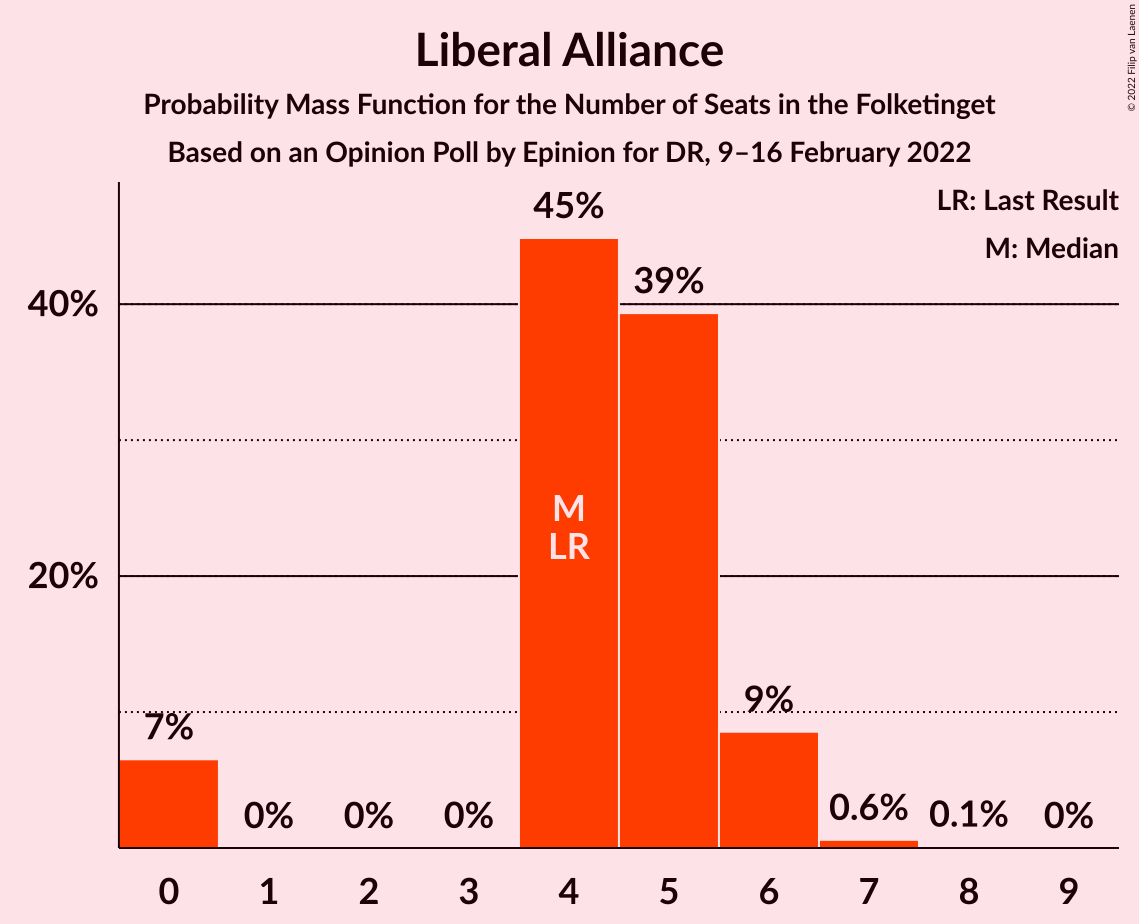 Liberal Alliance
Probability Mass Function for the Number of Seats in the Folketinget
Based on an Opinion Poll by Epinion for DR, 9–16 February 2022
© 2022 Filip van Laenen
LR: Last Result
M: Median
40%
20%
7%
0%
0%
0%
45%
39%
9%
0.6%
0.1%
0%
M
LR
0 1 2 3 4 5 6 7 8 9